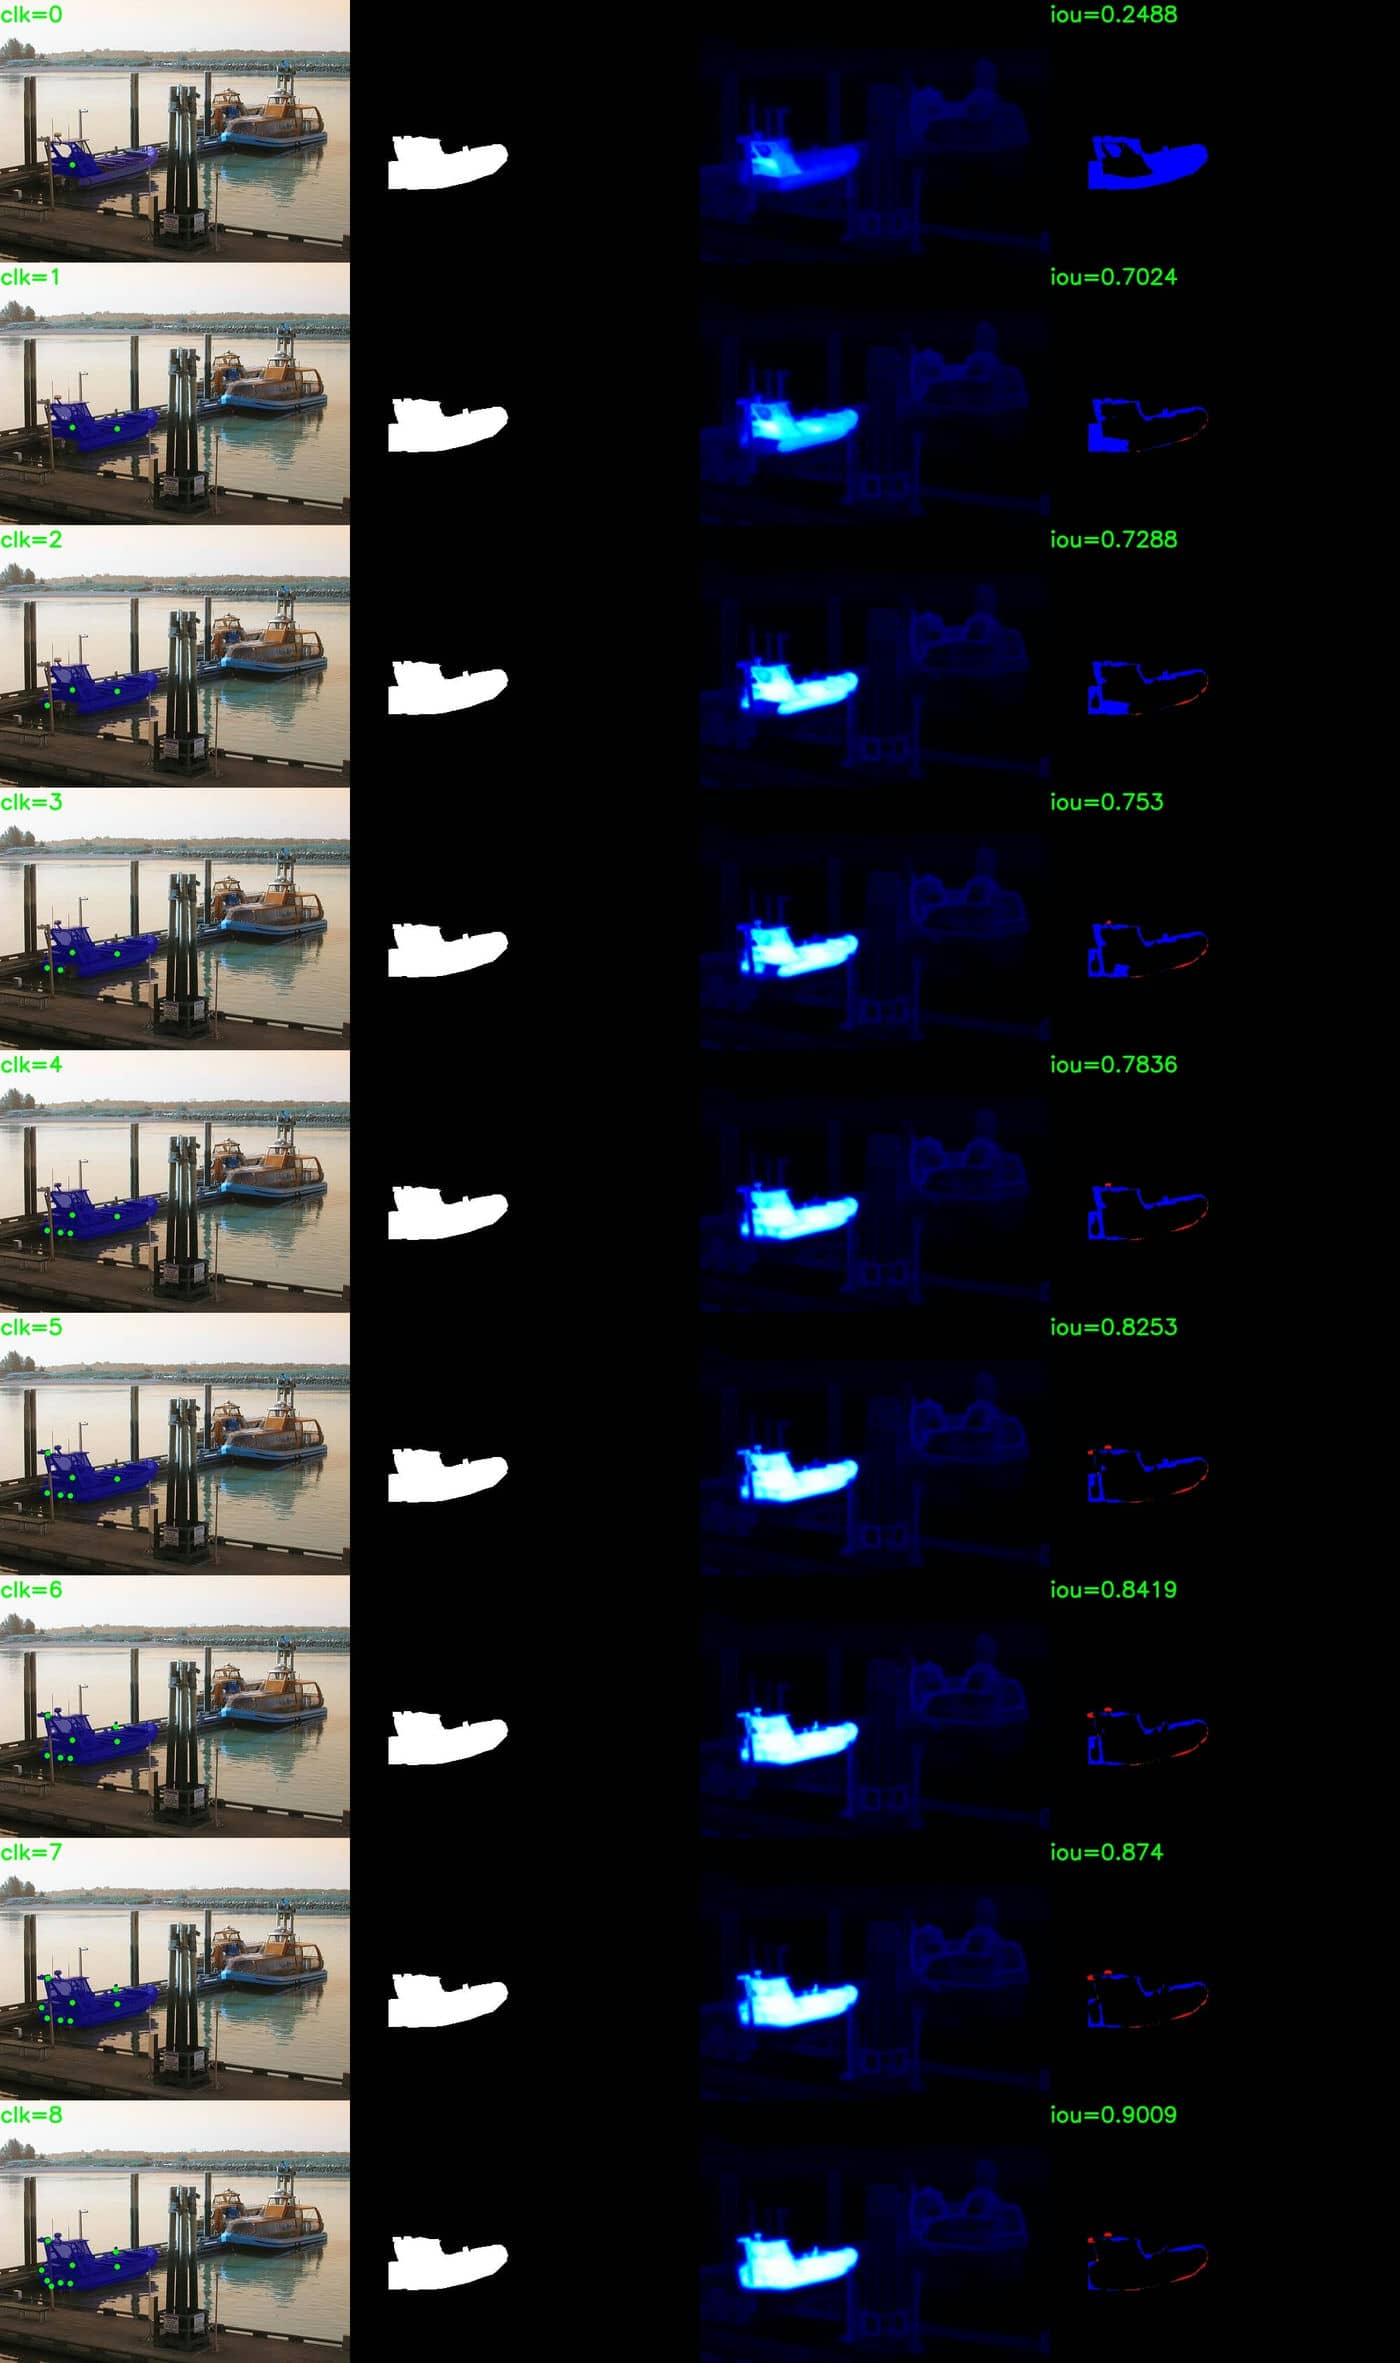 clk=0 iou=0.2488
clk=1 iou=0.7024
clk=2 iou=0.7288
clk=3 iou=0.753
clk=4 iou=0.7836
clk=5 iou=0.8253
clk=6 iou=0.8419
clk=7 iou=0.874
clk=8 iou=0.9009